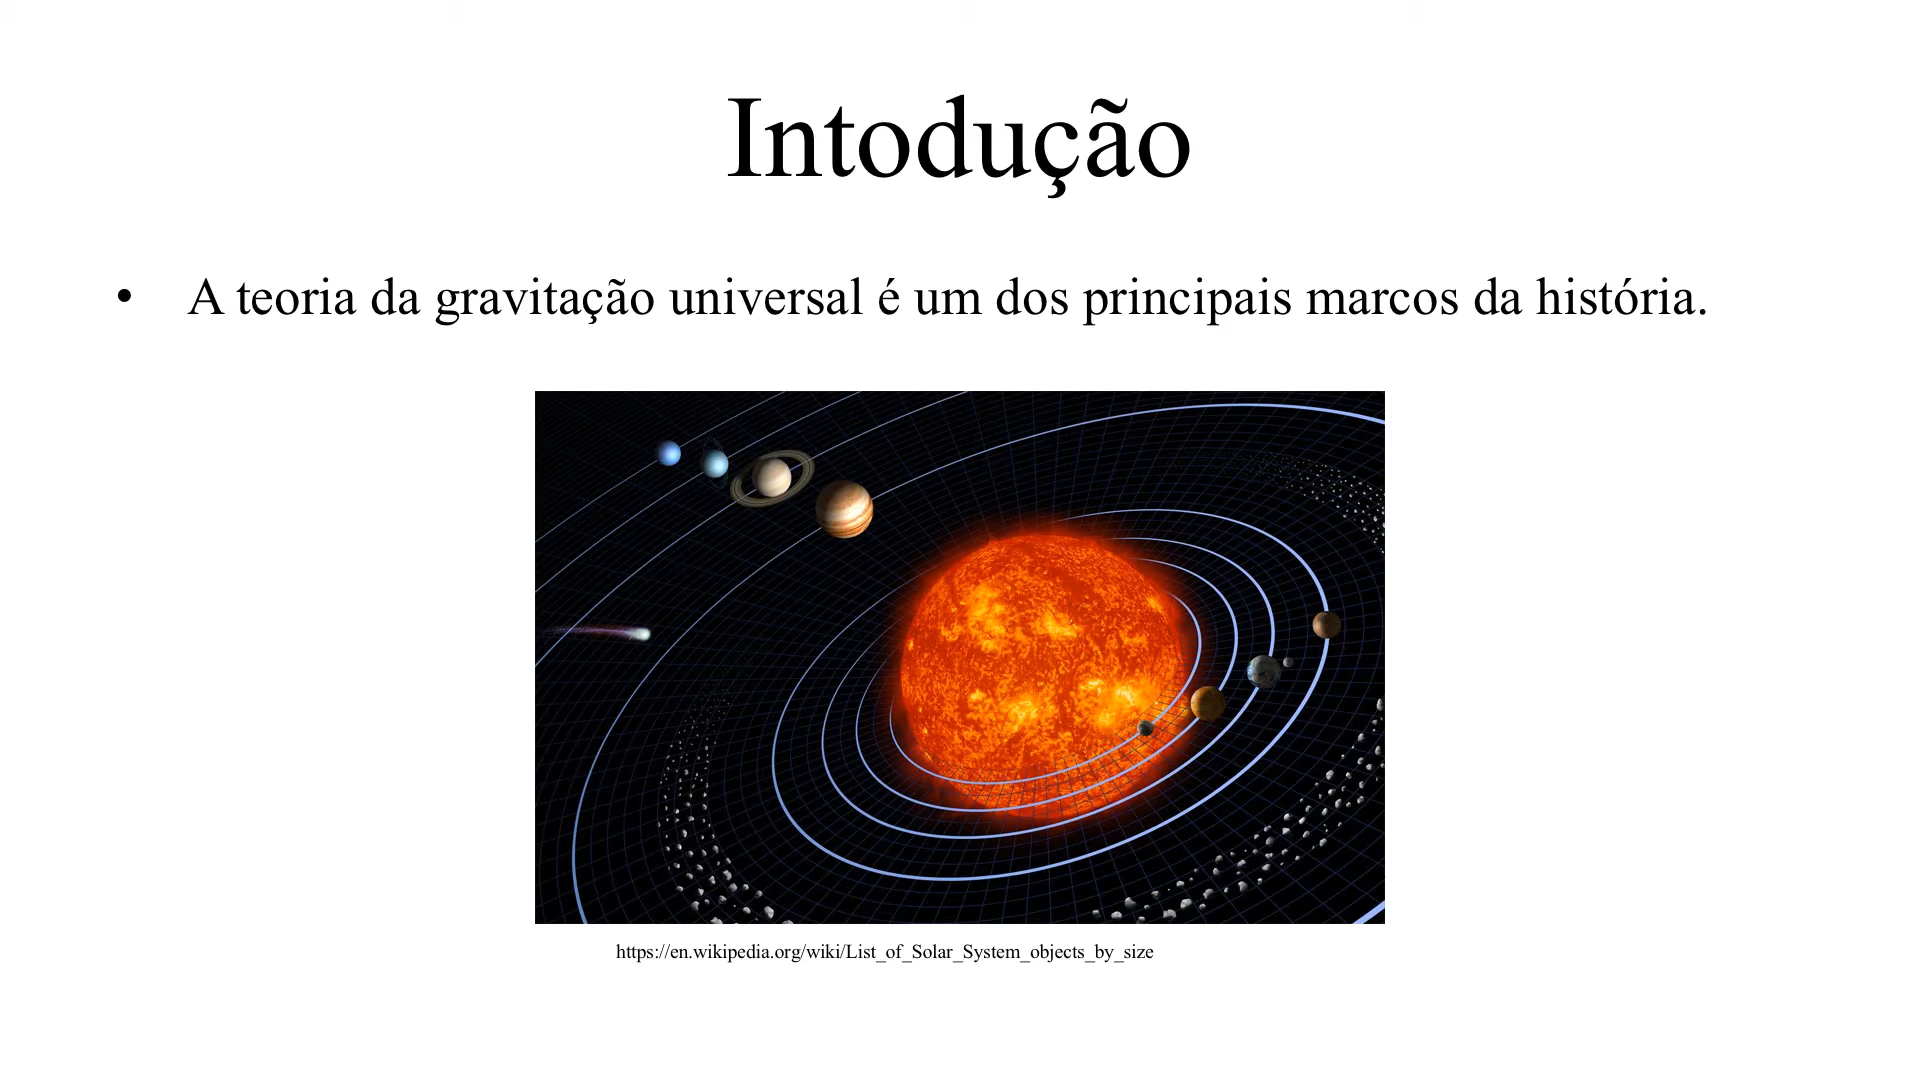 Intodução
• A teoria da gravitação universal é um dos principais marcos da história.
https://en.wikipedia.org/wiki/List_of_Solar_System_objects_by_size